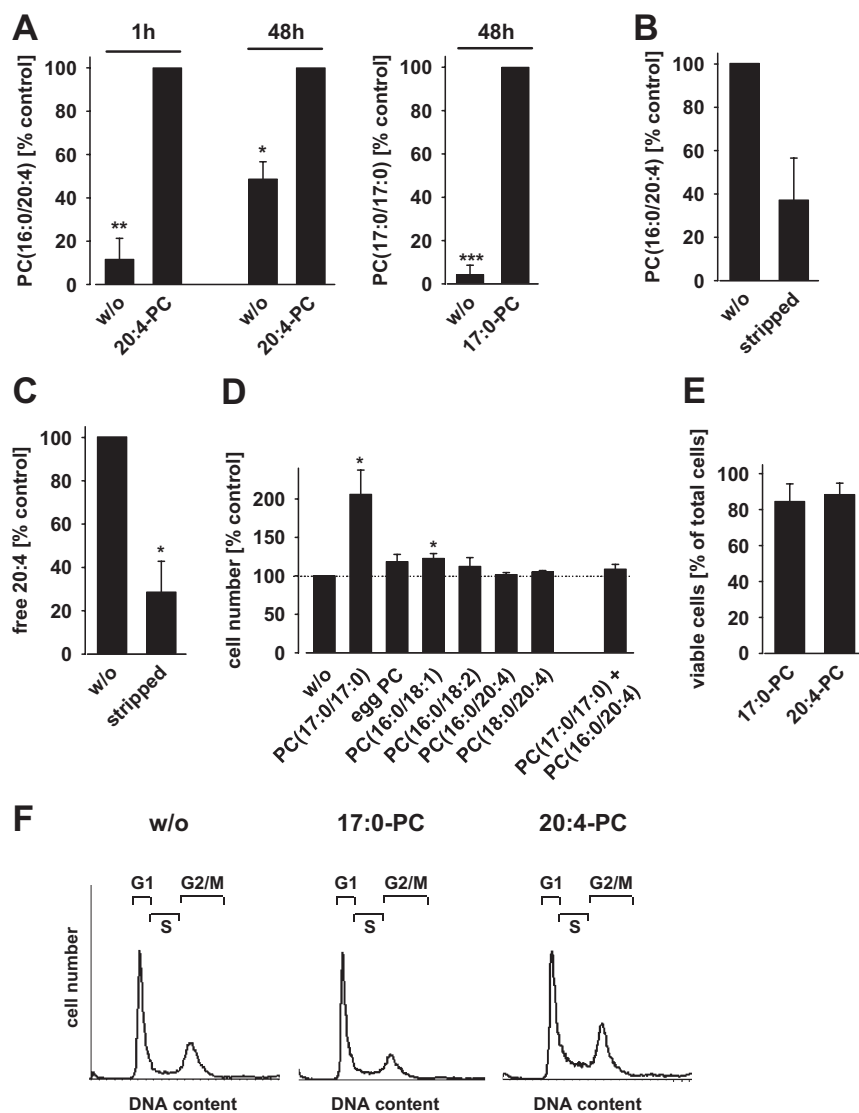 A
1h
48h
48h
PC(16:0/20:4) [% control]
100
80
60
40
20
0
**
*
w/o
20:4-PC
w/o
20:4-PC
PC(17:0/17:0) [% control]
100
80
60
40
20
0
***
w/o
17:0-PC
B
PC(16:0/20:4) [% control]
100
80
60
40
20
0
w/o
stripped
C
free 20:4 [% control]
100
80
60
40
20
0
*
w/o
stripped
D
cell number [% control]
200
150
100
50
0
*
*
w/o
PC(17:0/17:0)
egg PC
PC(16:0/18:1)
PC(16:0/18:2)
PC(16:0/20:4)
PC(18:0/20:4)
PC(17:0/17:0) +
PC(16:0/20:4)
E
viable cells [% of total cells]
100
80
60
40
20
0
17:0-PC
20:4-PC
F
w/o
17:0-PC
20:4-PC
G1
G2/M
S
G1
G2/M
S
G1
G2/M
S
cell number
DNA content
DNA content
DNA content